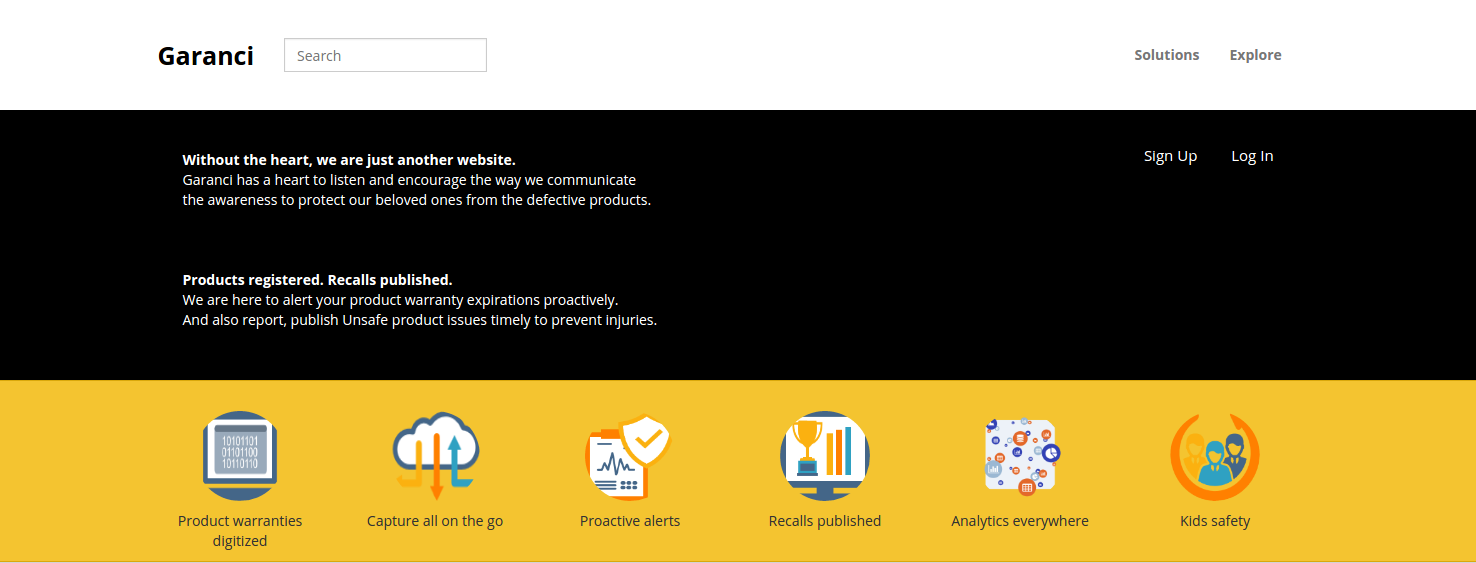 Garanci
Search
Solutions
Explore
Without the heart, we are just another website.
Garanci has a heart to listen and encourage the way we communicate
the awareness to protect our beloved ones from the defective products.
Sign Up
Log In
Products registered. Recalls published.
We are here to alert your product warranty expirations proactively.
And also report, publish Unsafe product issues timely to prevent injuries.
10101101
01101100
10110110
Product warranties
digitized
Capture all on the go
Proactive alerts
Recalls published
Analytics everywhere
Kids safety